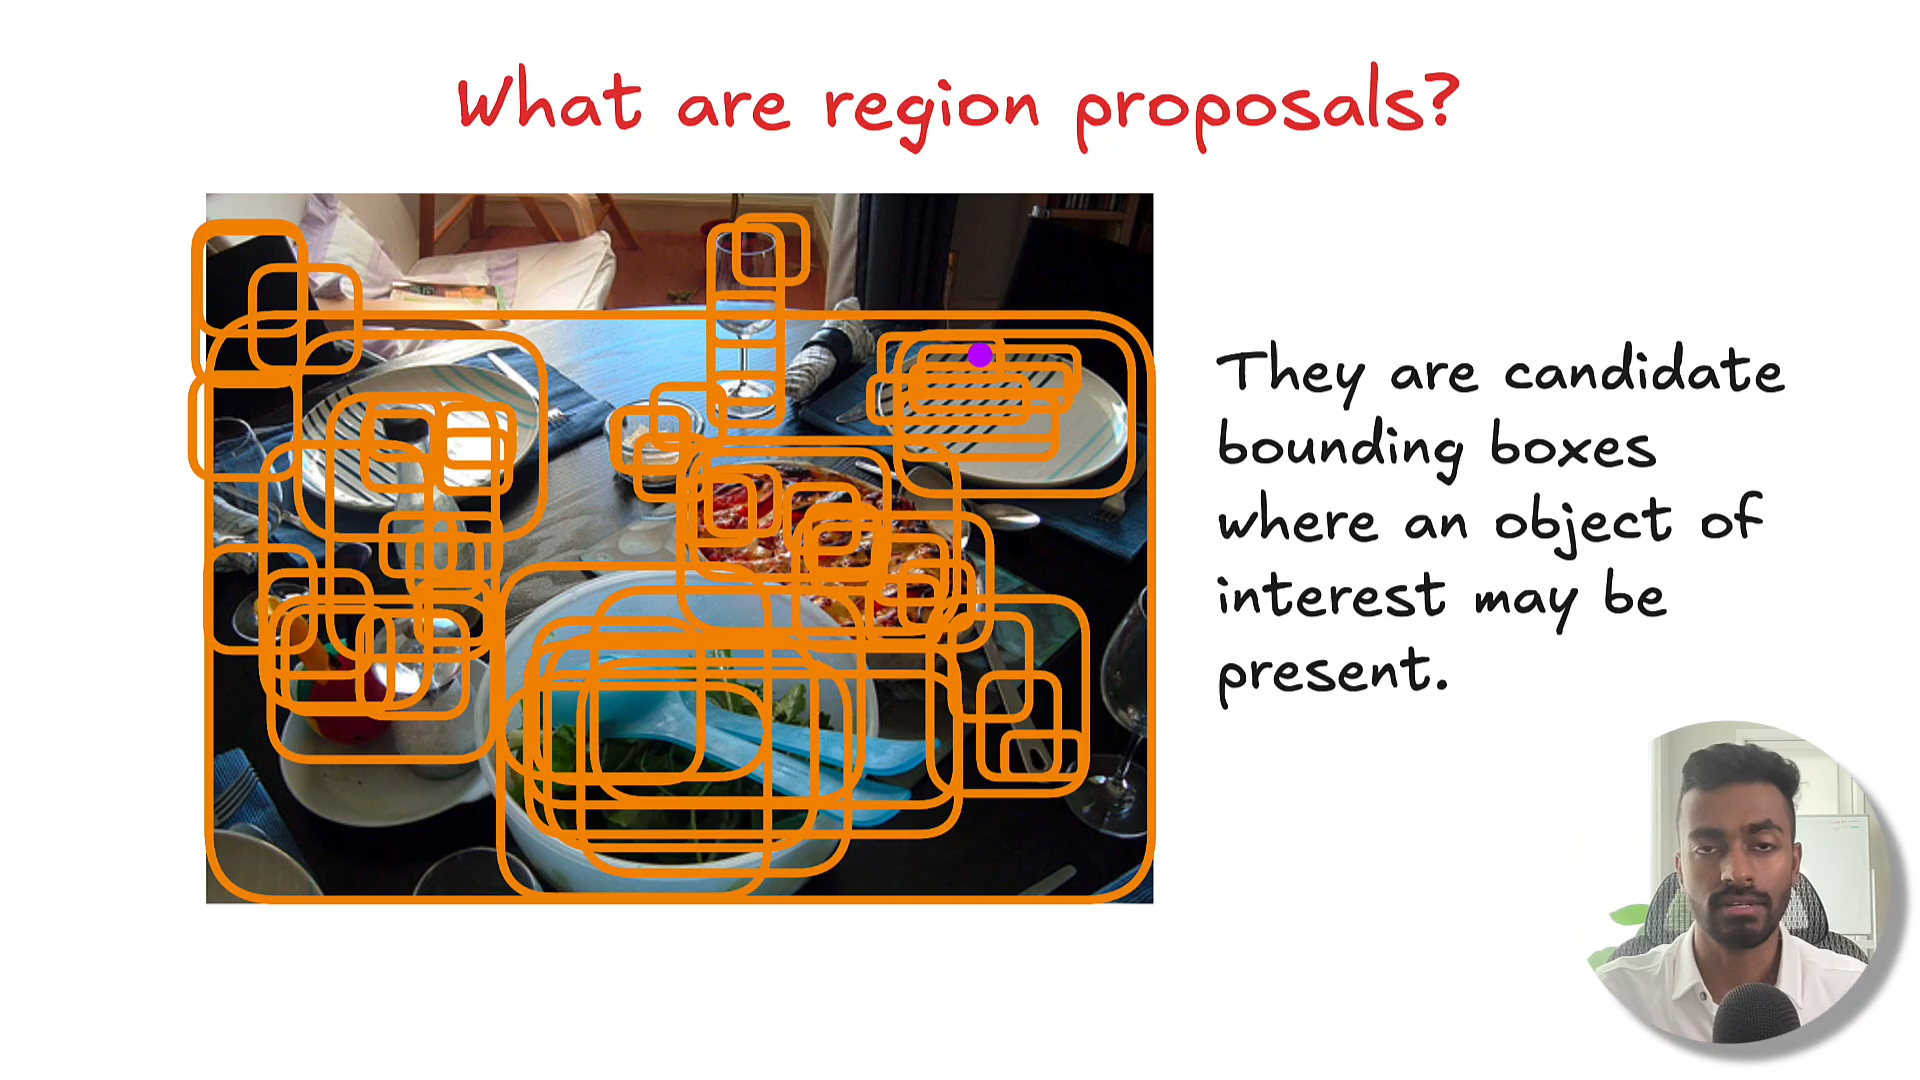 What are region proposals?
They are candidate
bounding boxes
where an object of
interest may be
present.